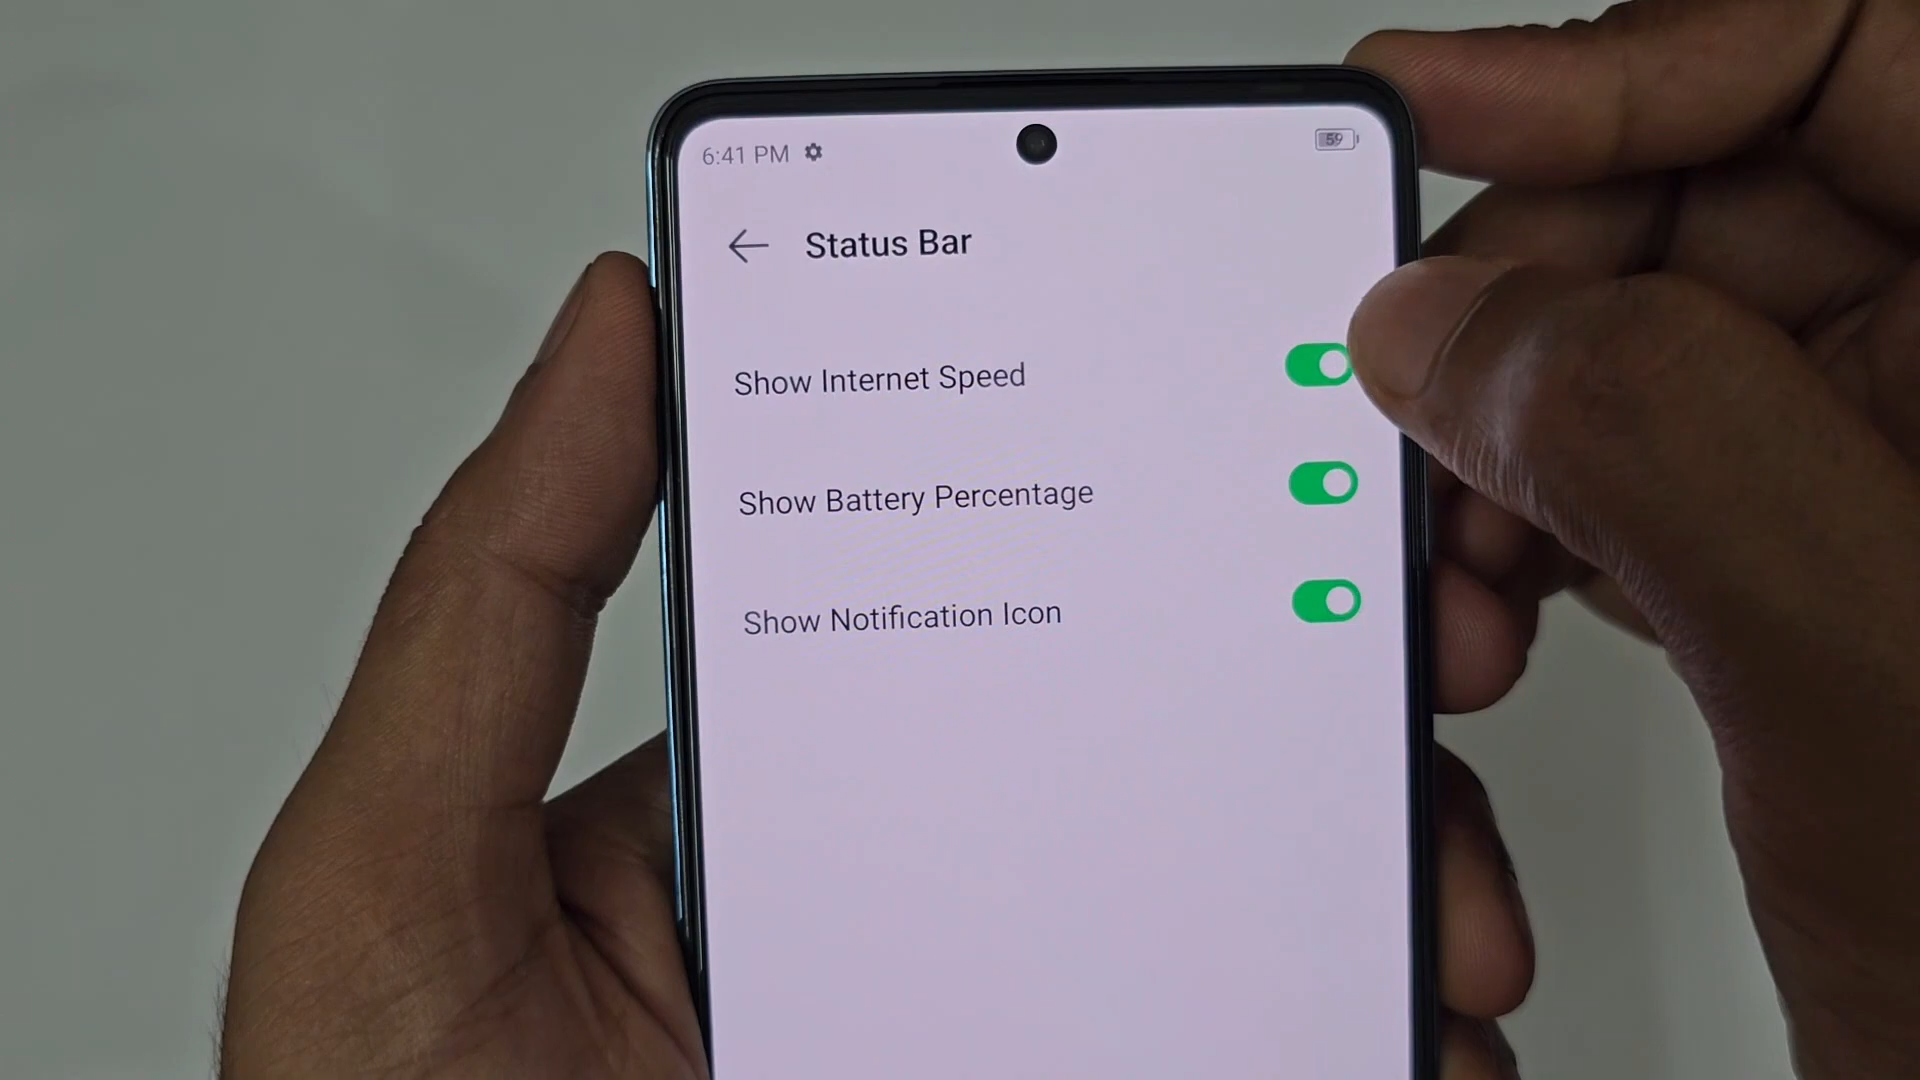 6:41 PM
59
Status Bar
Show Internet Speed
Show Battery Percentage
Show Notification Icon